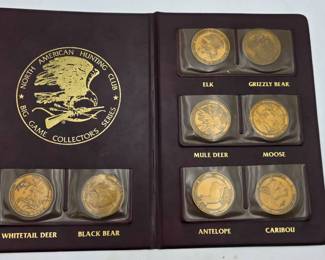 NORTH AMERICAN HUNTING CLUB
BIG GAME COLLECTOR'S SERIES
WHITETAIL DEER BLACK BEAR
ELK GRIZZLY BEAR
MULE DEER MOOSE
ANTELOPE CARIBOU